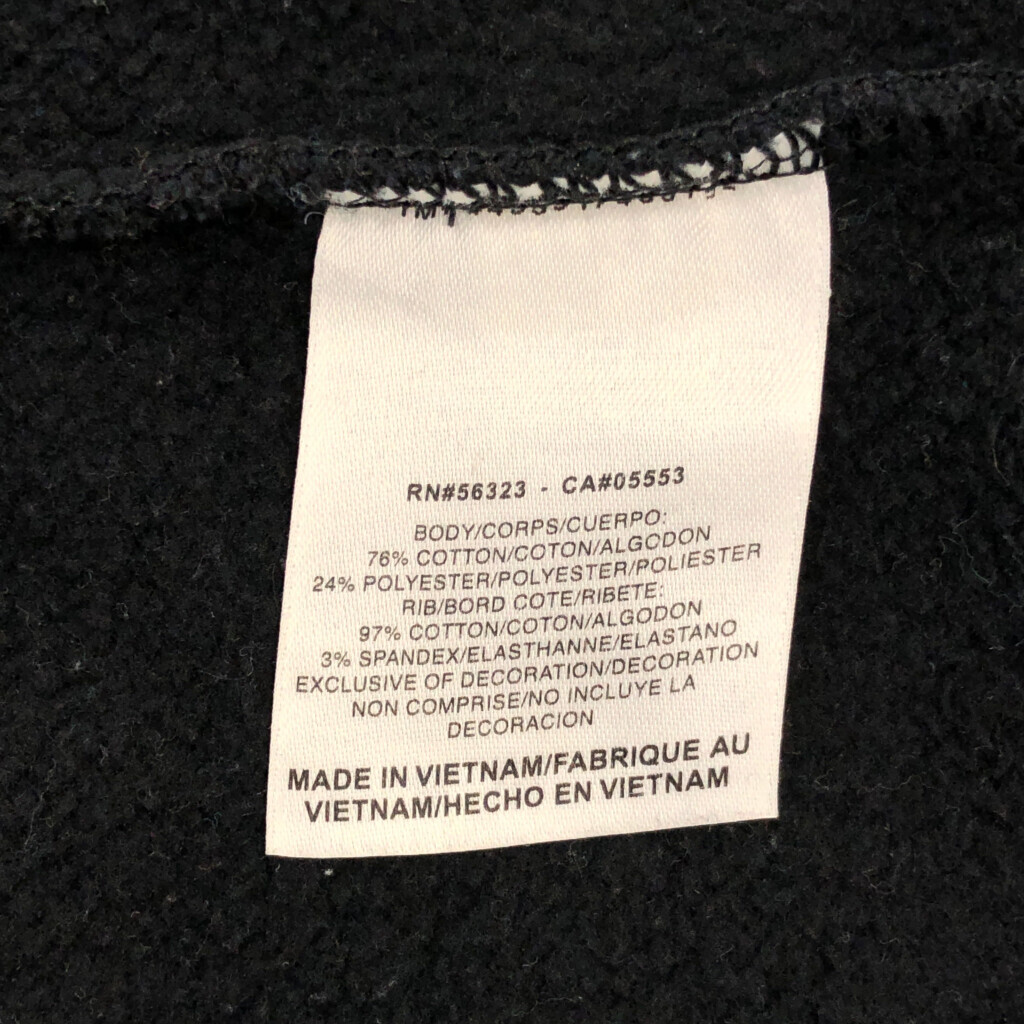 RN#56323 - CA#05553
BODY/CORPS/CUERPO:
76% COTTON/COTON/ALGODON
24% POLYESTER/POLYESTER/POLIESTER
RIB/BORD COTE/RIBETE:
97% COTTON/COTON/ALGODON
3% SPANDEX/ELASTHANNE/ELASTANO
EXCLUSIVE OF DECORATION/DECORATION
NON COMPRISE/NO INCLUYE LA
DECORACION
MADE IN VIETNAM/FABRIQUE AU
VIETNAM/HECHO EN VIETNAM